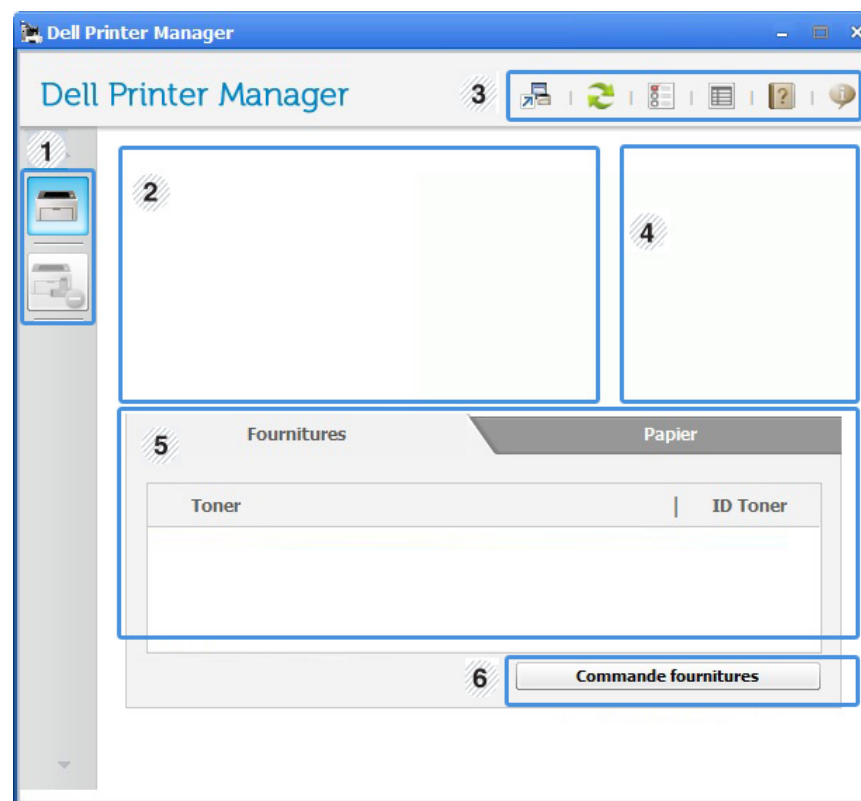 Dell Printer Manager
Dell Printer Manager
3
1
2
4
5
Fournitures
Papier
Toner
ID Toner
6
Commande fournitures